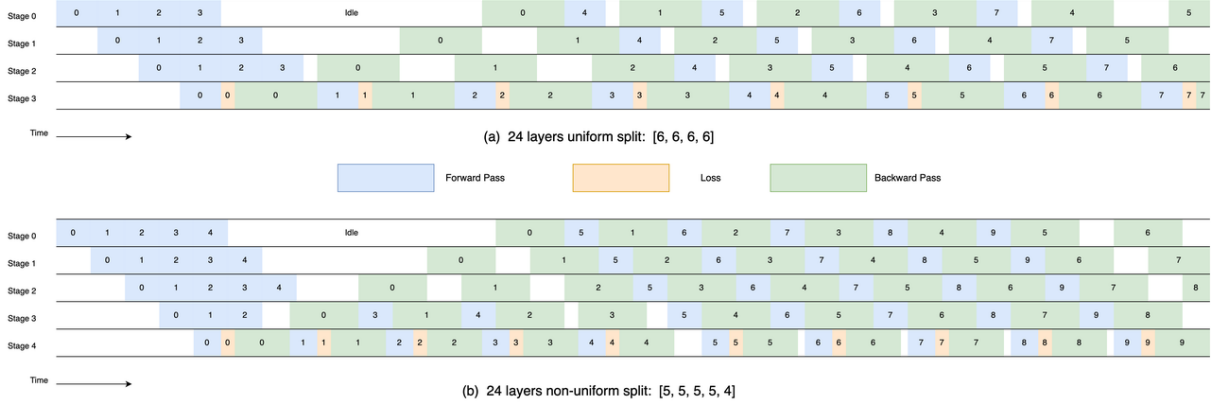 Stage 0 0 1 2 3 Idle 0 4 1 5 2 6 3 7 4 5
Stage 1 0 1 2 3 0 1 4 2 5 3 6 4 7 5
Stage 2 0 1 2 3 0 1 2 4 3 5 4 6 5 7 6
Stage 3 0 0 0 1 1 1 2 2 2 3 3 3 4 4 4 5 5 5 6 6 6 7 7 7
Time
(a) 24 layers uniform split: [6, 6, 6, 6]
Forward Pass Loss Backward Pass
Stage 0 0 1 2 3 4 Idle 0 5 1 6 2 7 3 8 4 9 5 6
Stage 1 0 1 2 3 4 0 1 5 2 6 3 7 4 8 5 9 6 7
Stage 2 0 1 2 3 4 0 1 2 5 3 6 4 7 5 8 6 9 7 8
Stage 3 0 1 2 0 3 1 4 2 3 5 4 6 5 7 6 8 7 9 8
Stage 4 0 0 0 1 1 1 2 2 2 3 3 3 4 4 4 5 5 5 6 6 6 7 7 7 8 8 8 9 9 9
Time
(b) 24 layers non-uniform split: [5, 5, 5, 5, 4]